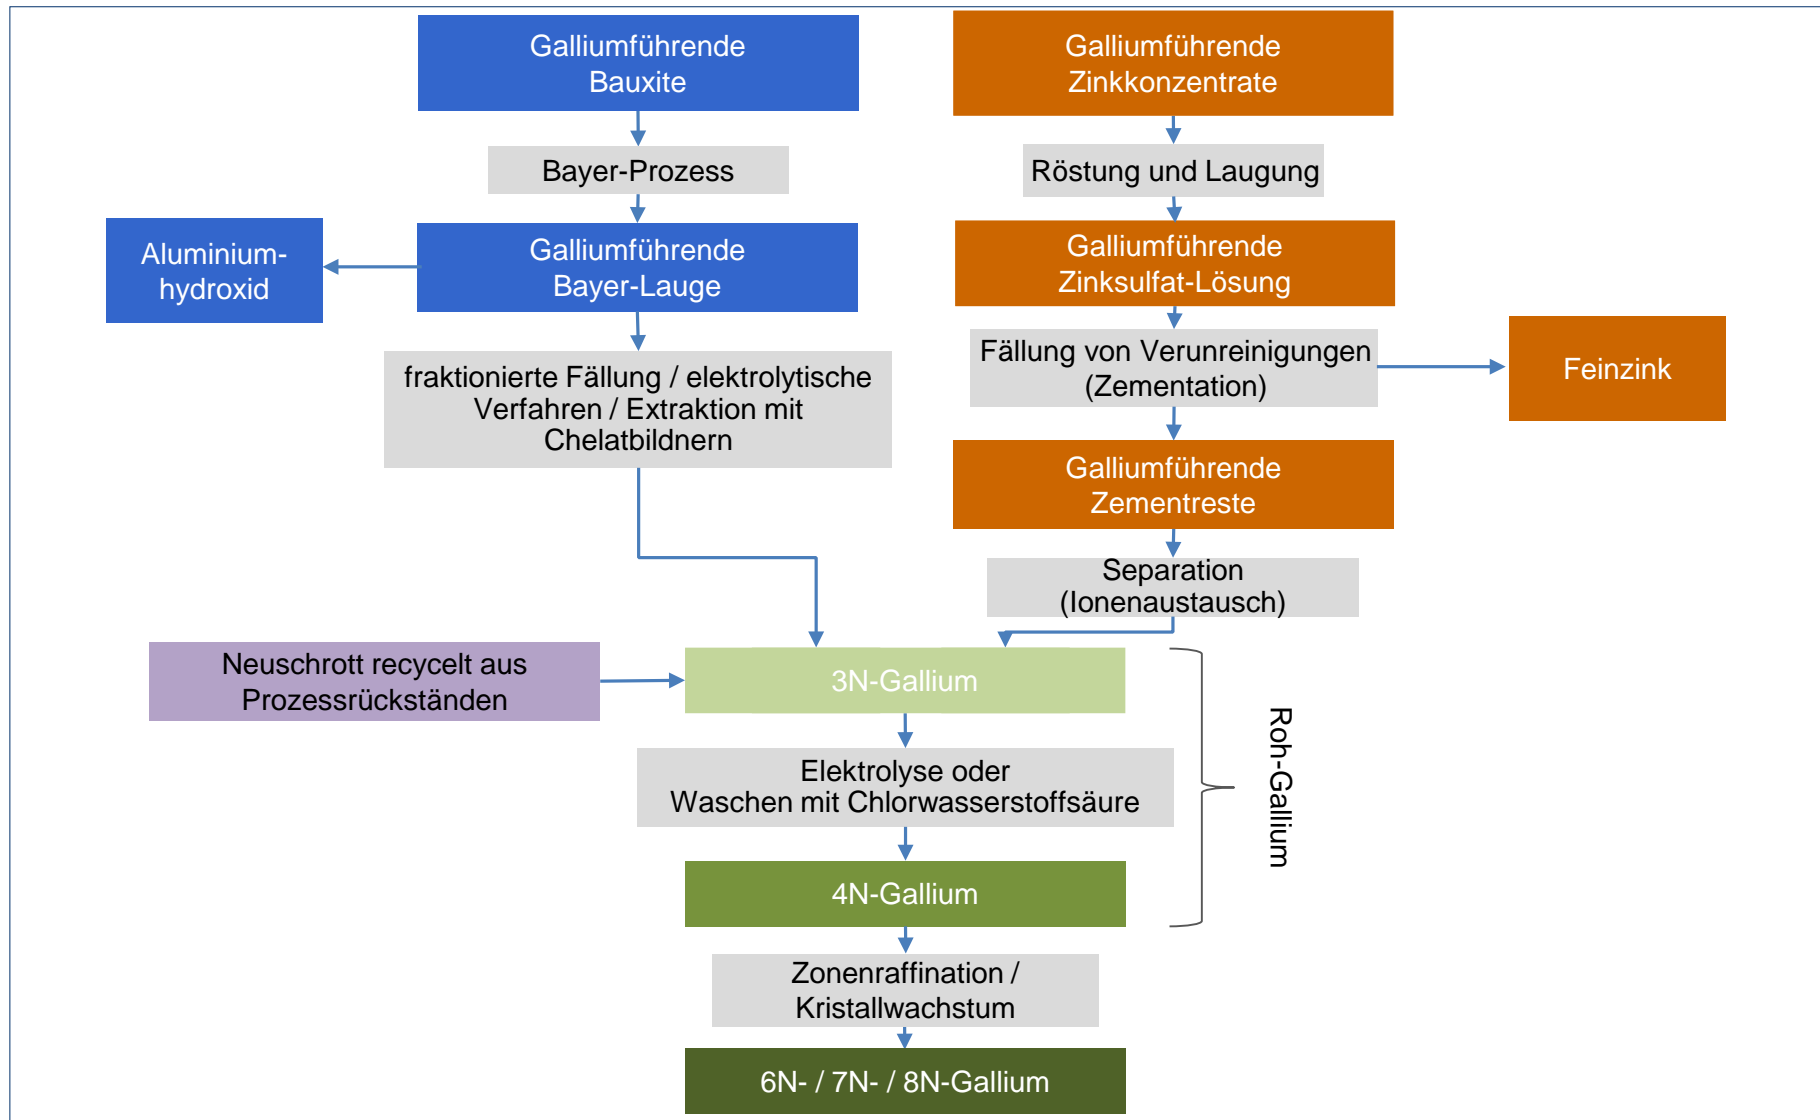 Galliumführende
Bauxite
Galliumführende
Zinkkonzentrate
Bayer-Prozess
Röstung und Laugung
Aluminium-
hydroxid
Galliumführende
Bayer-Lauge
Galliumführende
Zinksulfat-Lösung
fraktionierte Fällung / elektrolytische
Verfahren / Extraktion mit
Chelatbildnern
Fällung von Verunreinigungen
(Zementation)
Feinzink
Galliumführende
Zementreste
Separation
(Ionenaustausch)
Neuschrott recycelt aus
Prozessrückständen
3N-Gallium
Roh-Gallium
Elektrolyse oder
Waschen mit Chlorwasserstoffsäure
4N-Gallium
Zonenraffination /
Kristallwachstum
6N- / 7N- / 8N-Gallium